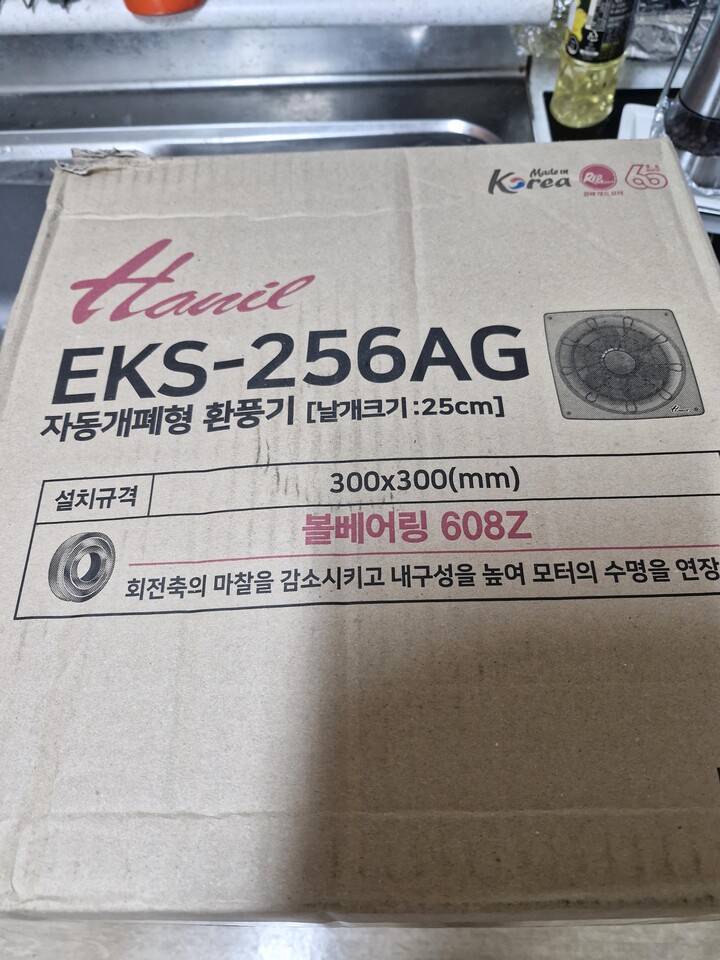 Made in
Korea
60
Hanil
EKS-256AG
자동개폐형 환풍기 [날개크기:25cm]
설치규격
300x300(mm)
볼베어링 608Z
회전축의 마찰을 감소시키고 내구성을 높여 모터의 수명을 연장
Hanil